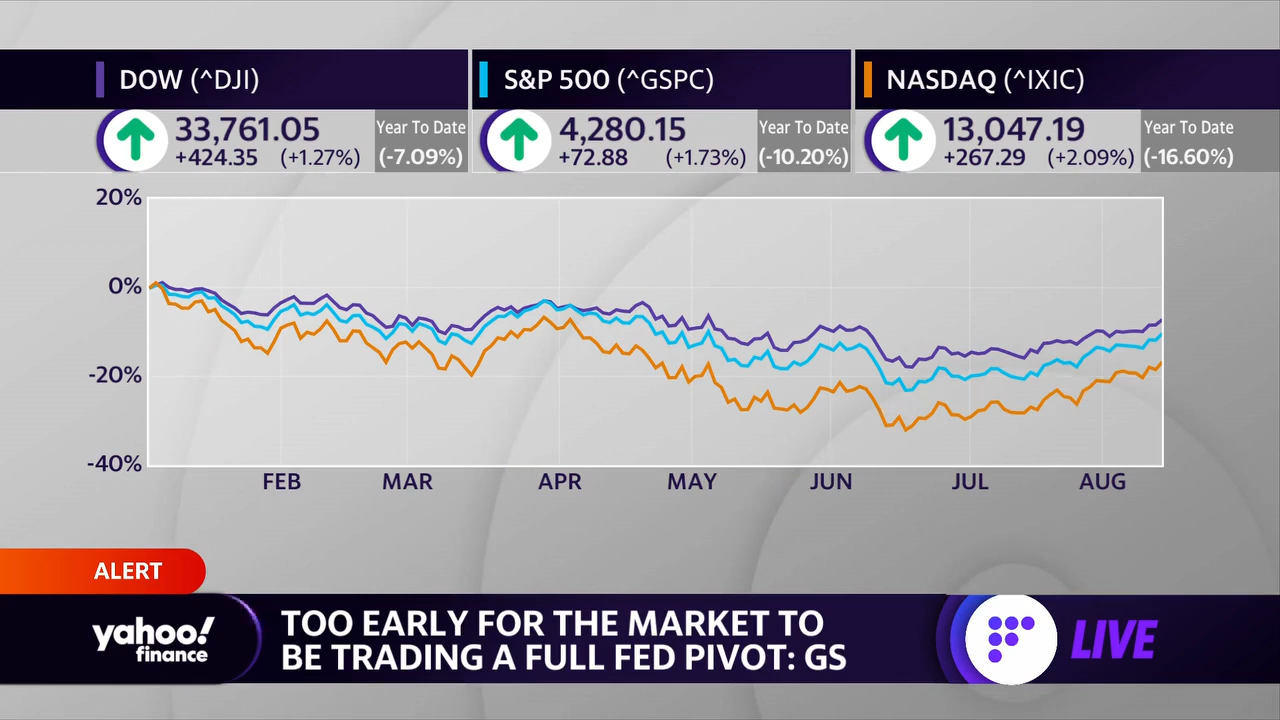 DOW (^DJI)
33,761.05
+424.35 (+1.27%)
Year To Date
(-7.09%)
S&P 500 (^GSPC)
4,280.15
+72.88 (+1.73%)
Year To Date
(-10.20%)
NASDAQ (^IXIC)
13,047.19
+267.29 (+2.09%)
Year To Date
(-16.60%)
20%
0%
-20%
-40%
FEB MAR APR MAY JUN JUL AUG
ALERT
yahoo!
finance
TOO EARLY FOR THE MARKET TO
BE TRADING A FULL FED PIVOT: GS
LIVE